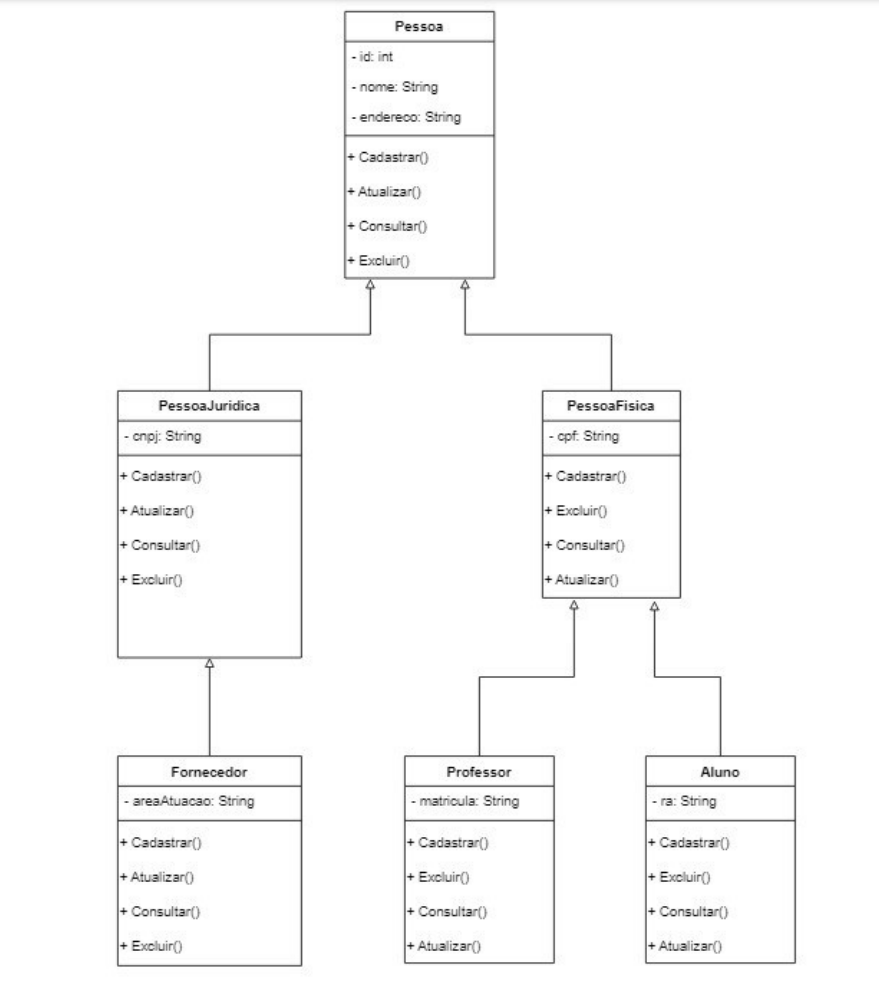 Pessoa
- id: int
- nome: String
- endereco: String
+ Cadastrar()
+ Atualizar()
+ Consultar()
+ Excluir()
PessoaJuridica
- cnpj: String
+ Cadastrar()
+ Atualizar()
+ Consultar()
+ Excluir()
PessoaFisica
- cpf: String
+ Cadastrar()
+ Excluir()
+ Consultar()
+ Atualizar()
Fornecedor
- areaAtuacao: String
+ Cadastrar()
+ Atualizar()
+ Consultar()
+ Excluir()
Professor
- matricula: String
+ Cadastrar()
+ Excluir()
+ Consultar()
+ Atualizar()
Aluno
- ra: String
+ Cadastrar()
+ Excluir()
+ Consultar()
+ Atualizar()